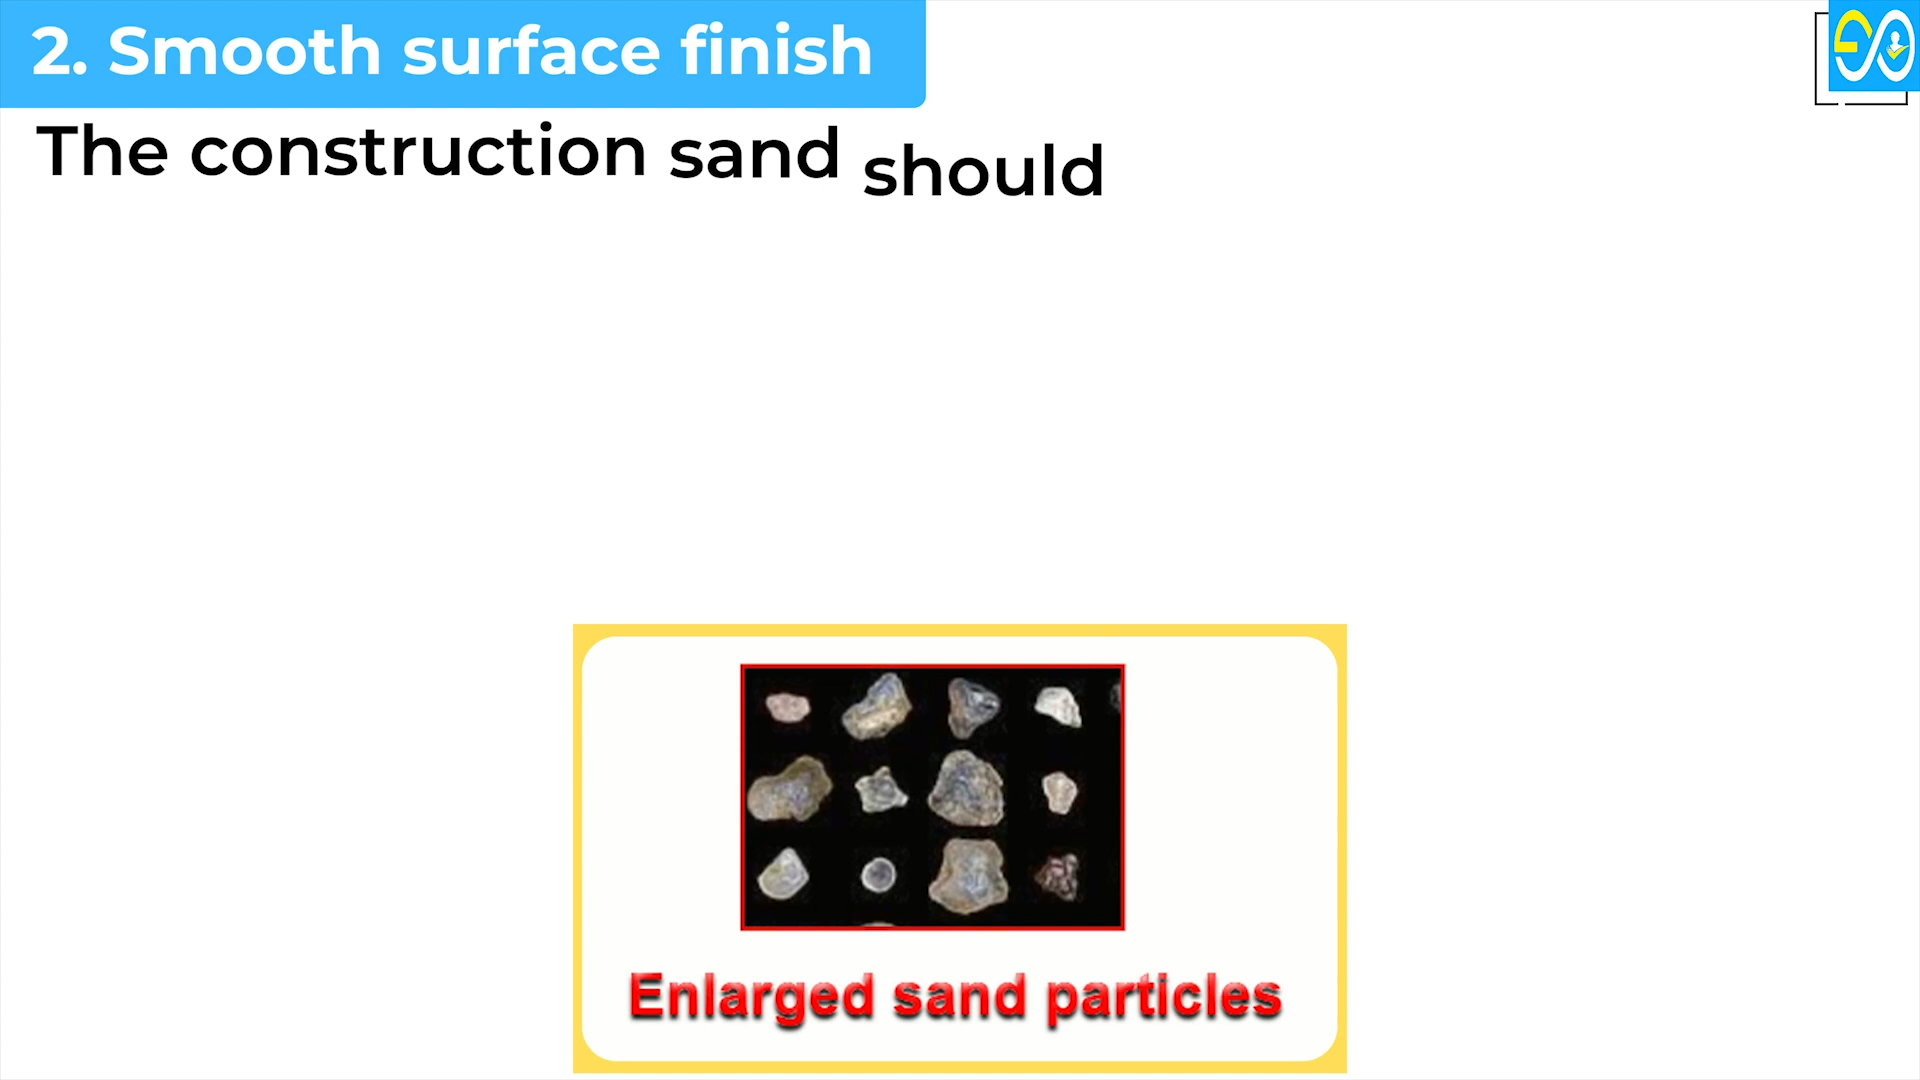 2. Smooth surface finish
The construction sand should
Enlarged sand particles